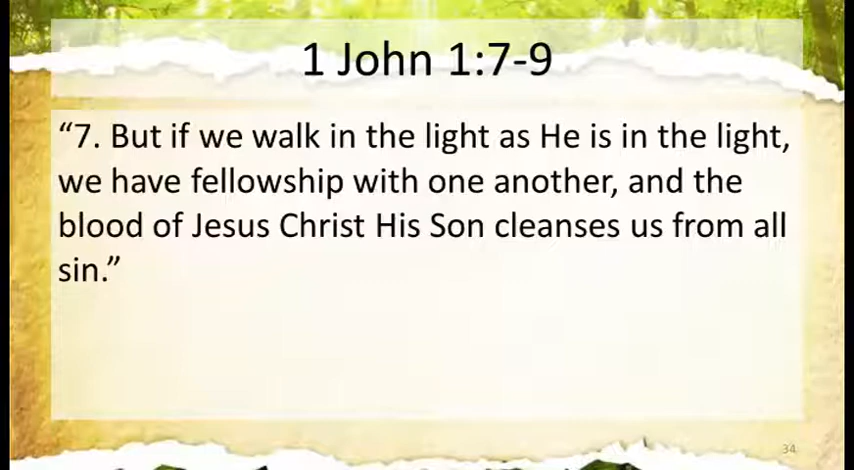 1 John 1:7-9
“7. But if we walk in the light as He is in the light,
we have fellowship with one another, and the
blood of Jesus Christ His Son cleanses us from all
sin.”
34